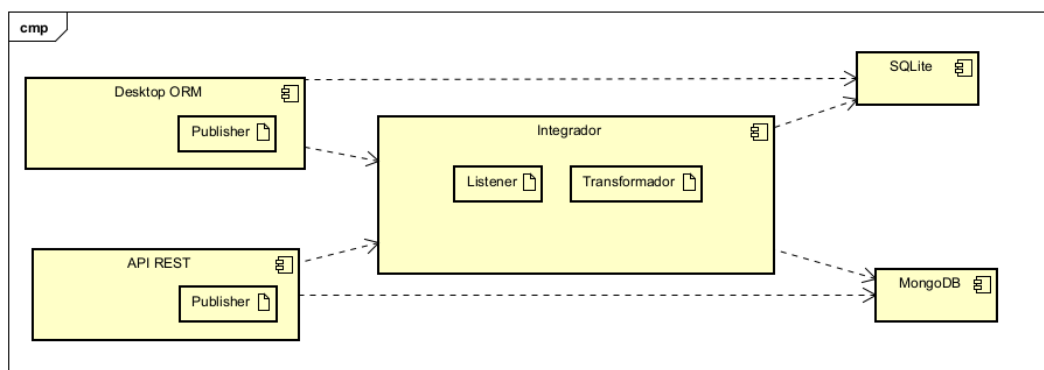 cmp
Desktop ORM
Publisher
API REST
Publisher
Integrador
Listener
Transformador
SQLite
MongoDB